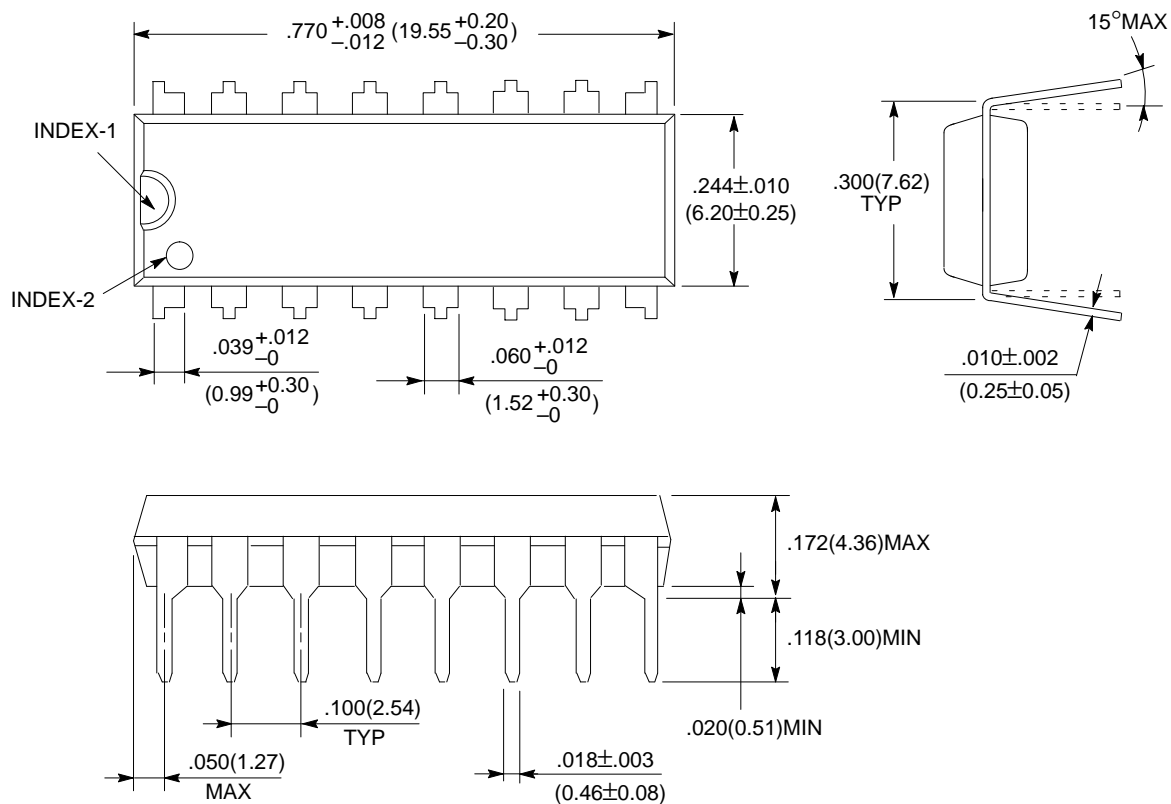 .770 +.008 –.012 (19.55 +0.20 –0.30)
15°MAX
INDEX-1
.244±.010
(6.20±0.25)
.300(7.62)
TYP
INDEX-2
.039 +.012 –0
(0.99 +0.30 –0)
.060 +.012 –0
(1.52 +0.30 –0)
.010±.002
(0.25±0.05)
.172(4.36)MAX
.118(3.00)MIN
.100(2.54)
TYP
.020(0.51)MIN
.050(1.27)
MAX
.018±.003
(0.46±0.08)